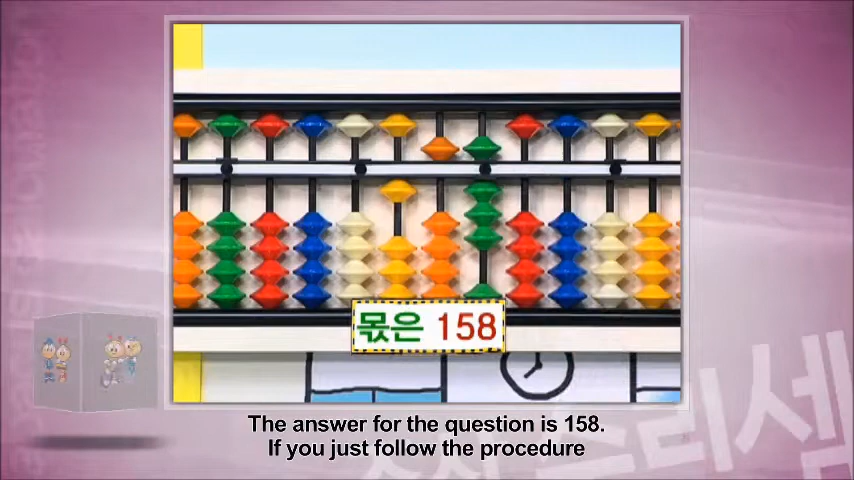 몫은 158
The answer for the question is 158.
If you just follow the procedure